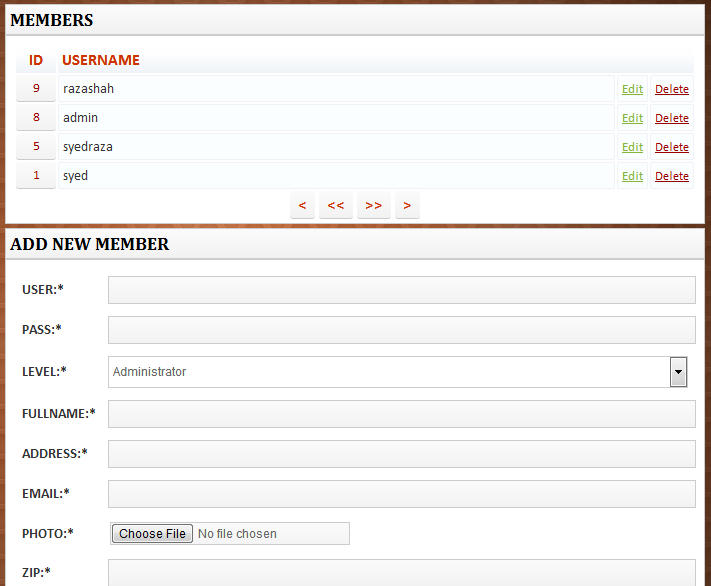 MEMBERS
ID USERNAME
9 razashah Edit Delete
8 admin Edit Delete
5 syedraza Edit Delete
1 syed Edit Delete
< << >> >
ADD NEW MEMBER
USER:*
PASS:*
LEVEL:* Administrator
FULLNAME:*
ADDRESS:*
EMAIL:*
PHOTO:* Choose File No file chosen
ZIP:*